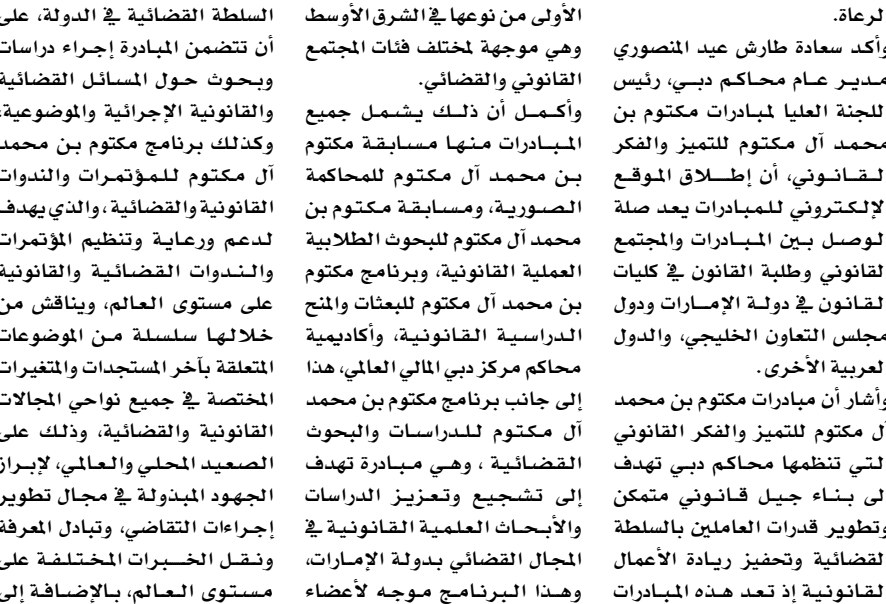 الرعاة.
وأكد سعادة طارش عيد المنصوري
مدير عام محاكم دبي، رئيس
اللجنة العليا لمبادرات مكتوم بن
محمد آل مكتوم للتميز والفكر
القانوني، أن إطلاق الموقع
الإلكتروني للمبادرات يعد صلة
الوصل بين المبادرات والمجتمع
القانوني وطلبة القانون في كليات
القانون في دولة الإمارات ودول
مجلس التعاون الخليجي، والدول
العربية الأخرى.
وأشار أن مبادرات مكتوم بن محمد
آل مكتوم للتميز والفكر القانوني
التي تنظمها محاكم دبي تهدف
إلى بناء جيل قانوني متمكن
وتطوير قدرات العاملين بالسلطة
القضائية وتحفيز ريادة الأعمال
القانونية إذ تعد هذه المبادرات
الأولى من نوعها في الشرق الأوسط
وهي موجهة لمختلف فئات المجتمع
القانوني والقضائي.
وأكمل أن ذلك يشمل جميع
المبادرات منها مسابقة مكتوم
بن محمد آل مكتوم للمحاكمة
الصورية، ومسابقة مكتوم بن
محمد آل مكتوم للبحوث الطلابية
العملية القانونية، وبرنامج مكتوم
بن محمد آل مكتوم للبعثات والمنح
الدراسية القانونية، وأكاديمية
محاكم مركز دبي المالي العالمي، هذا
إلى جانب برنامج مكتوم بن محمد
آل مكتوم للدراسات والبحوث
القضائية ، وهي مبادرة تهدف
إلى تشجيع وتعزيز الدراسات
والأبحاث العلمية القانونية في
المجال القضائي بدولة الإمارات،
وهذا البرنامج موجه لأعضاء
السلطة القضائية في الدولة، على
أن تتضمن المبادرة إجراء دراسات
وبحوث حول المسائل القضائية
والقانونية الإجرائية والموضوعية،
وكذلك برنامج مكتوم بن محمد
آل مكتوم للمؤتمرات والندوات
القانونية والقضائية ، والذي يهدف
لدعم ورعاية وتنظيم المؤتمرات
والندوات القضائية والقانونية
على مستوى العالم، ويناقش من
خلالها سلسلة من الموضوعات
المتعلقة بآخر المستجدات والمتغيرات
المختصة في جميع نواحي المجالات
القانونية والقضائية، وذلك على
الصعيد المحلي والعالمي، لإبراز
الجهود المبذولة في مجال تطوير
إجراءات التقاضي، وتبادل المعرفة
ونقل الخبرات المختلفة على
مستوى العالم، بالإضافة إلى